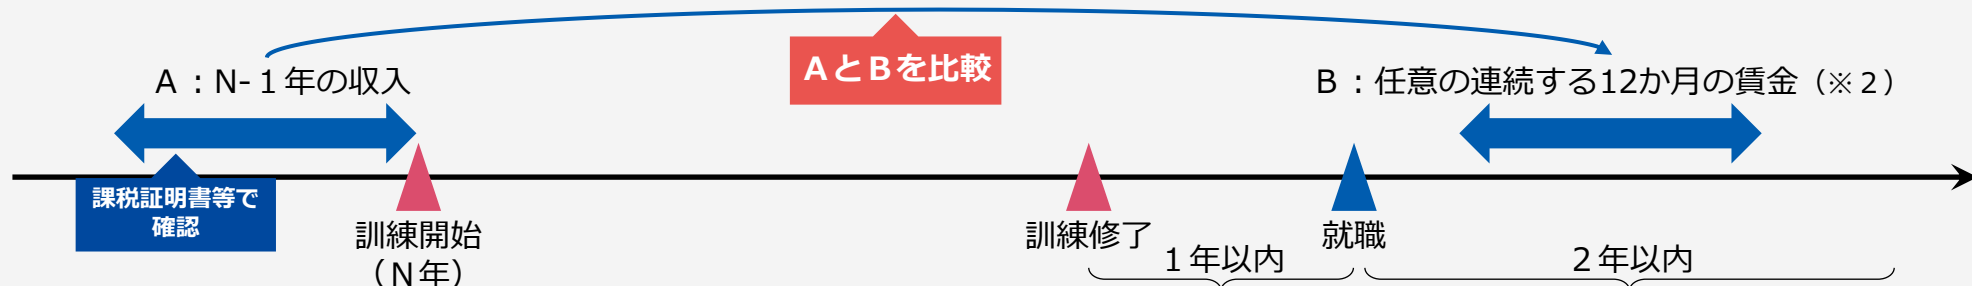 AとBを比較
A：N-１年の収入
B：任意の連続する12か月の賃金（※２）
課税証明書等で
確認
訓練開始
（N年）
訓練修了
就職
１年以内
２年以内